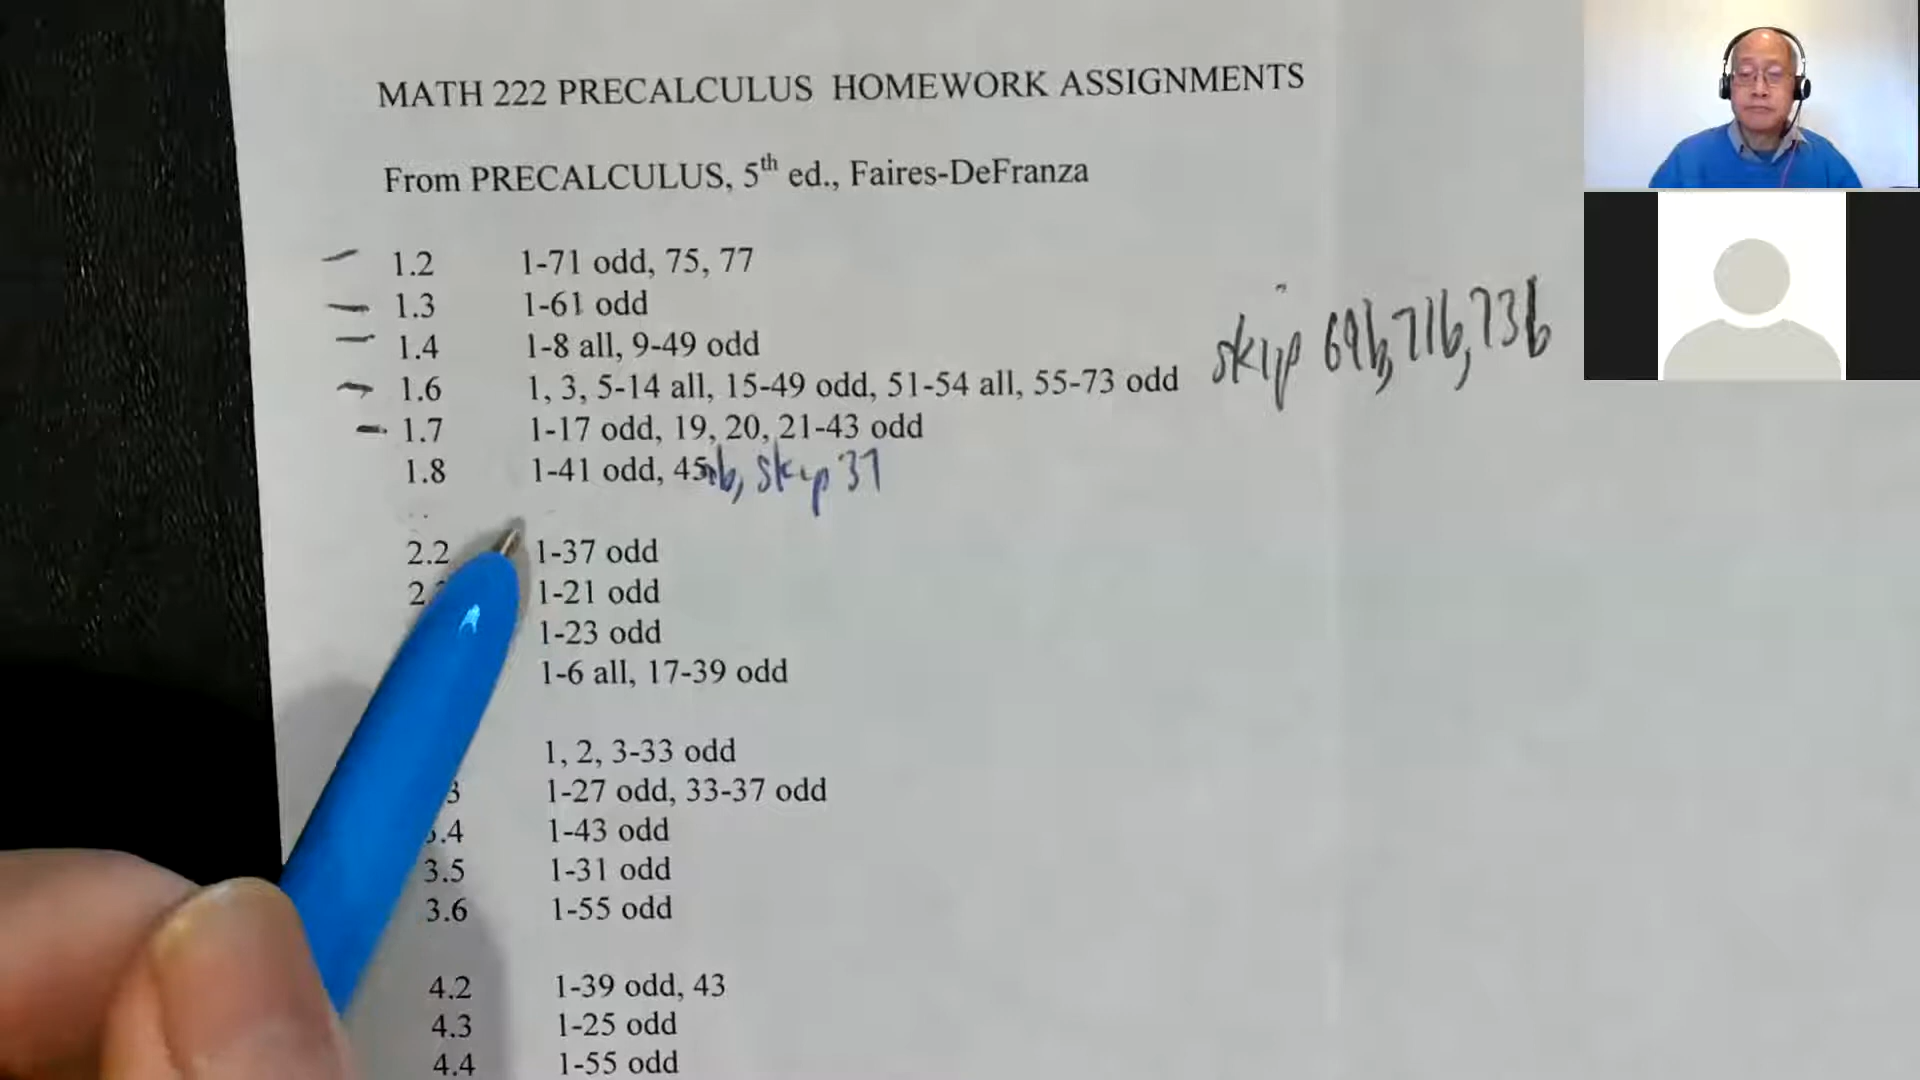 MATH 222 PRECALCULUS HOMEWORK ASSIGNMENTS
From PRECALCULUS, 5th ed., Faires-DeFranza
1.2 1-71 odd, 75, 77
1.3 1-61 odd
1.4 1-8 all, 9-49 odd
1.6 1, 3, 5-14 all, 15-49 odd, 51-54 all, 55-73 odd skip 69b, 71b, 73b
1.7 1-17 odd, 19, 20, 21-43 odd
1.8 1-41 odd, 45b, skip 37
2.2 1-37 odd
2. 1-21 odd
1-23 odd
1-6 all, 17-39 odd
1, 2, 3-33 odd
3 1-27 odd, 33-37 odd
.4 1-43 odd
3.5 1-31 odd
3.6 1-55 odd
4.2 1-39 odd, 43
4.3 1-25 odd
4.4 1-55 odd